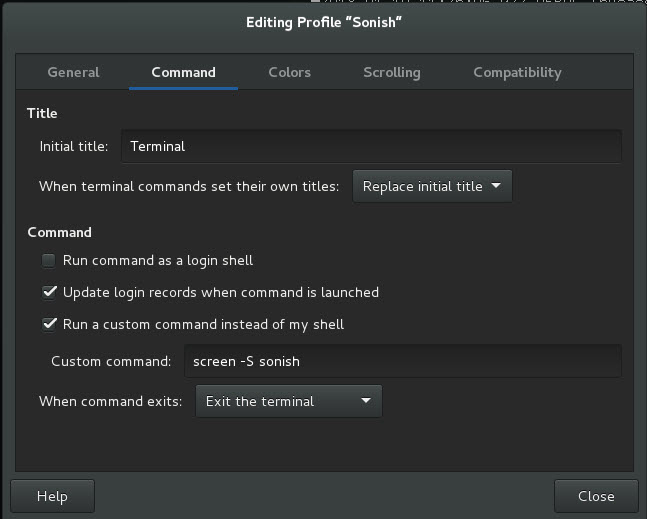 Editing Profile “Sonish”
General Command Colors Scrolling Compatibility
Title
Initial title: Terminal
When terminal commands set their own titles: Replace initial title
Command
Run command as a login shell
Update login records when command is launched
Run a custom command instead of my shell
Custom command: screen -S sonish
When command exits: Exit the terminal
Help Close